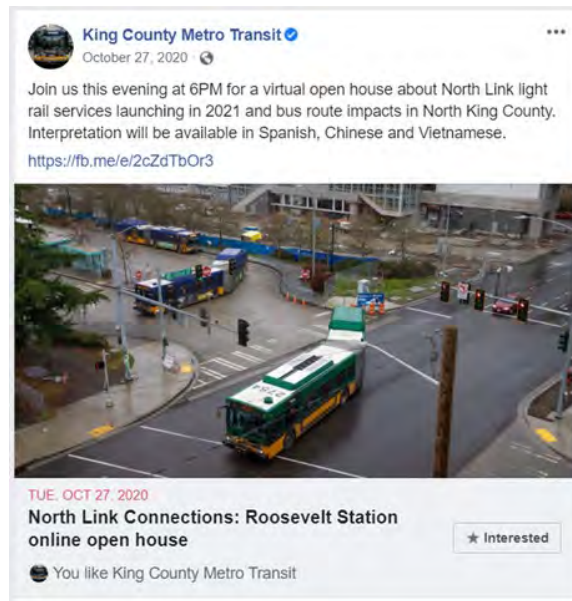 King County Metro Transit
October 27, 2020 ·
Join us this evening at 6PM for a virtual open house about North Link light
rail services launching in 2021 and bus route impacts in North King County.
Interpretation will be available in Spanish, Chinese and Vietnamese.
https://fb.me/e/2cZdTbOr3
2764
TUE, OCT 27, 2020
North Link Connections: Roosevelt Station
online open house
★ Interested
You like King County Metro Transit